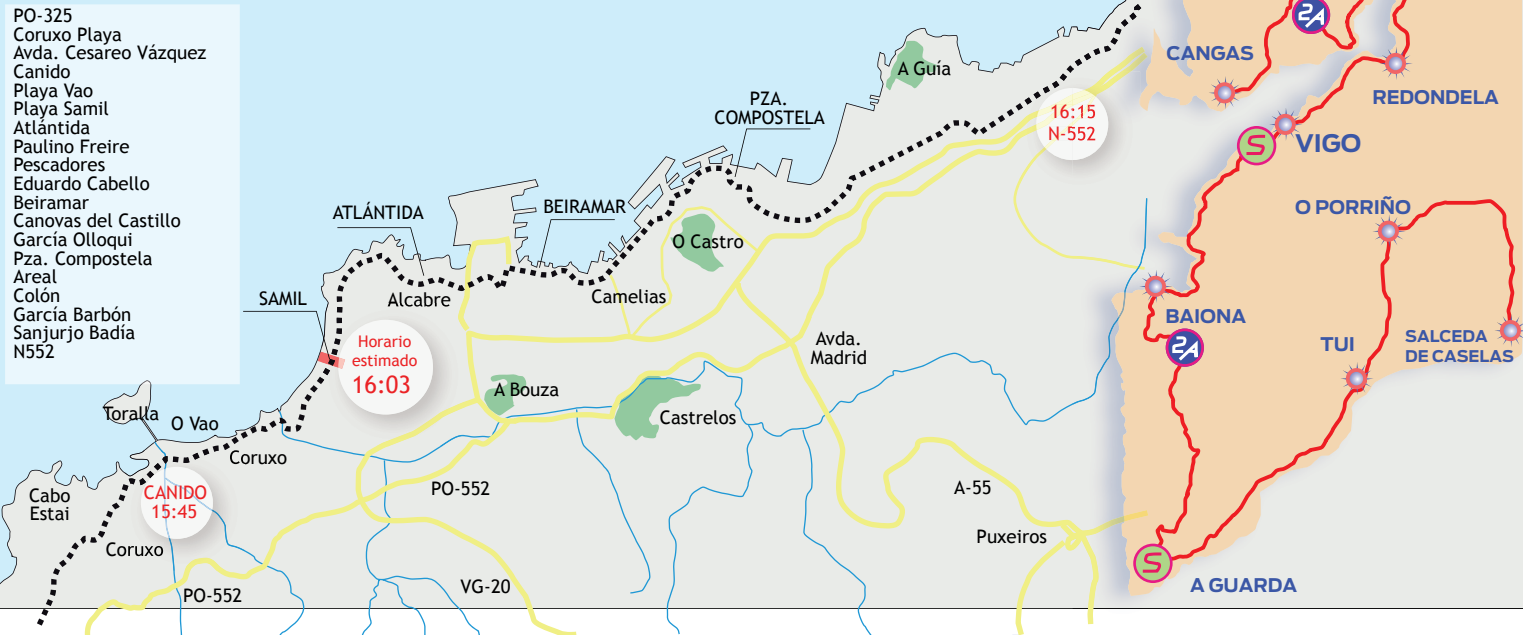 PO-325
Coruxo Playa
Avda. Cesareo Vázquez
Canido
Playa Vao
Playa Samil
Atlántida
Paulino Freire
Pescadores
Eduardo Cabello
Beiramar
Canovas del Castillo
García Olloqui
Pza. Compostela
Areal
Colón
García Barbón
Sanjurjo Badía
N552
A Guía
PZA.
COMPOSTELA
16:15
N-552
ATLÁNTIDA
BEIRAMAR
O Castro
SAMIL
Alcabre
Camelias
Horario
estimado
16:03
Avda.
Madrid
A Bouza
Castrelos
Toralla
O Vao
Coruxo
Cabo
Estai
CANIDO
15:45
PO-552
A-55
Coruxo
Puxeiros
PO-552
VG-20
2A
CANGAS
REDONDELA
S
VIGO
O PORRIÑO
BAIONA
2A
TUI
SALCEDA
DE CASELAS
S
A GUARDA